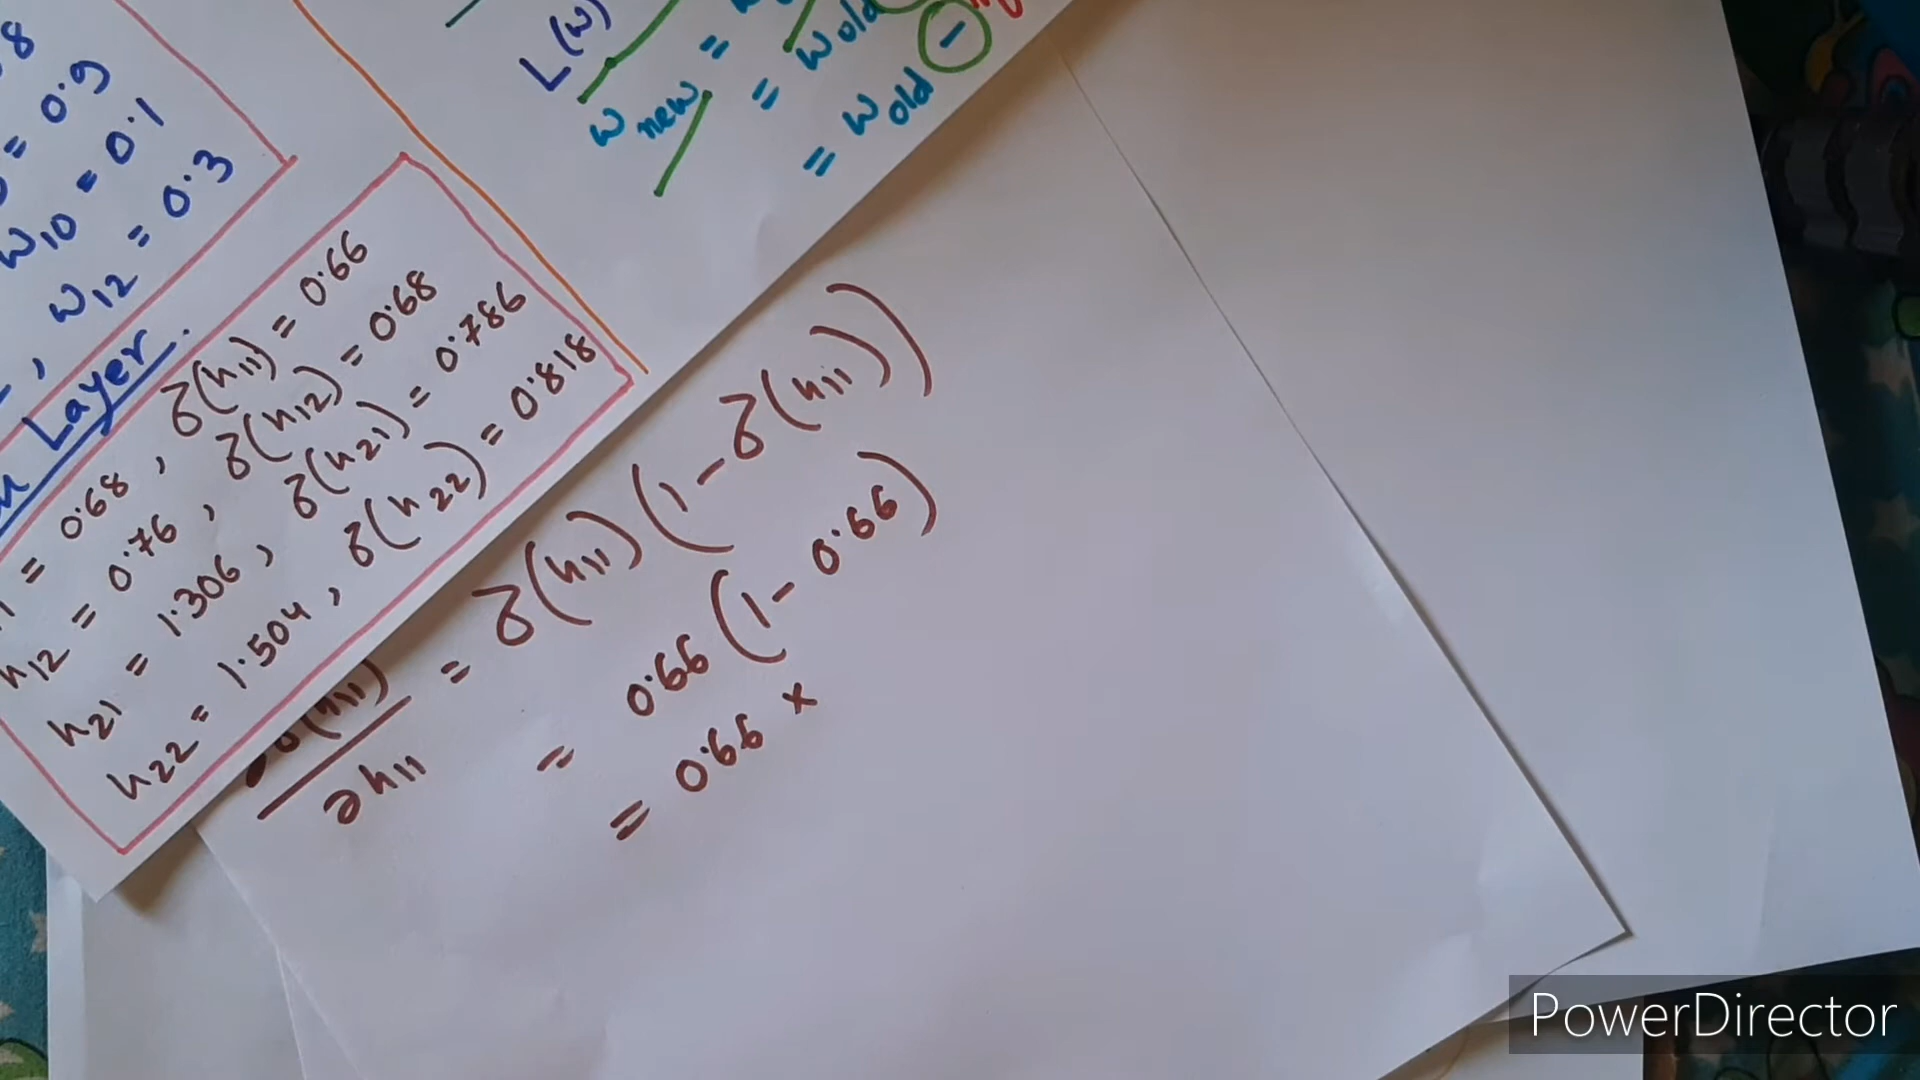 8
= 0.9
w10 = 0.1
, w12 = 0.3
Layer.
= 0.68 , σ(h11) = 0.66
h12 = 0.76 , σ(h12) = 0.68
h21 = 1.306 , σ(h21) = 0.786
h22 = 1.504 , σ(h22) = 0.818
L(w)
w new =
= w old
= w old -
σ(h11) / ∂h11 = σ(h11) (1 - σ(h11))
= 0.66 (1 - 0.66)
= 0.66 ×
PowerDirector